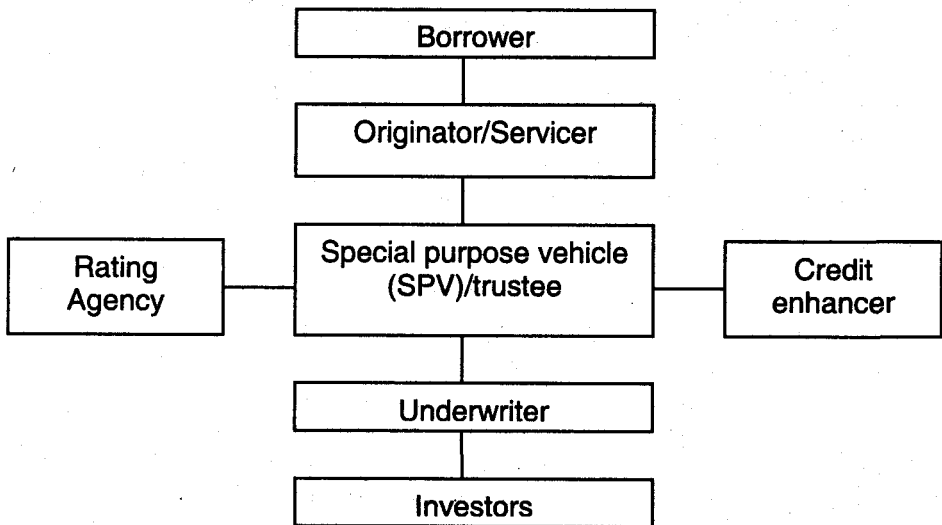 Borrower
Originator/Servicer
Special purpose vehicle
(SPV)/trustee
Rating
Agency
Credit
enhancer
Underwriter
Investors